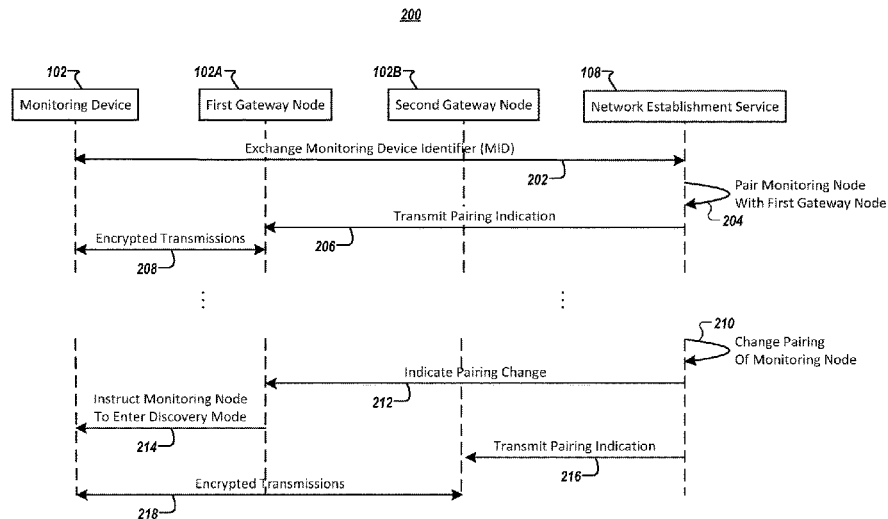 200
102
102A
102B
108
Monitoring Device
First Gateway Node
Second Gateway Node
Network Establishment Service
Exchange Monitoring Device Identifier (MID)
202
Pair Monitoring Node
With First Gateway Node
204
Transmit Pairing Indication
206
Encrypted Transmissions
208
210
Change Pairing
Of Monitoring Node
Indicate Pairing Change
212
Instruct Monitoring Node
To Enter Discovery Mode
214
Transmit Pairing Indication
216
Encrypted Transmissions
218